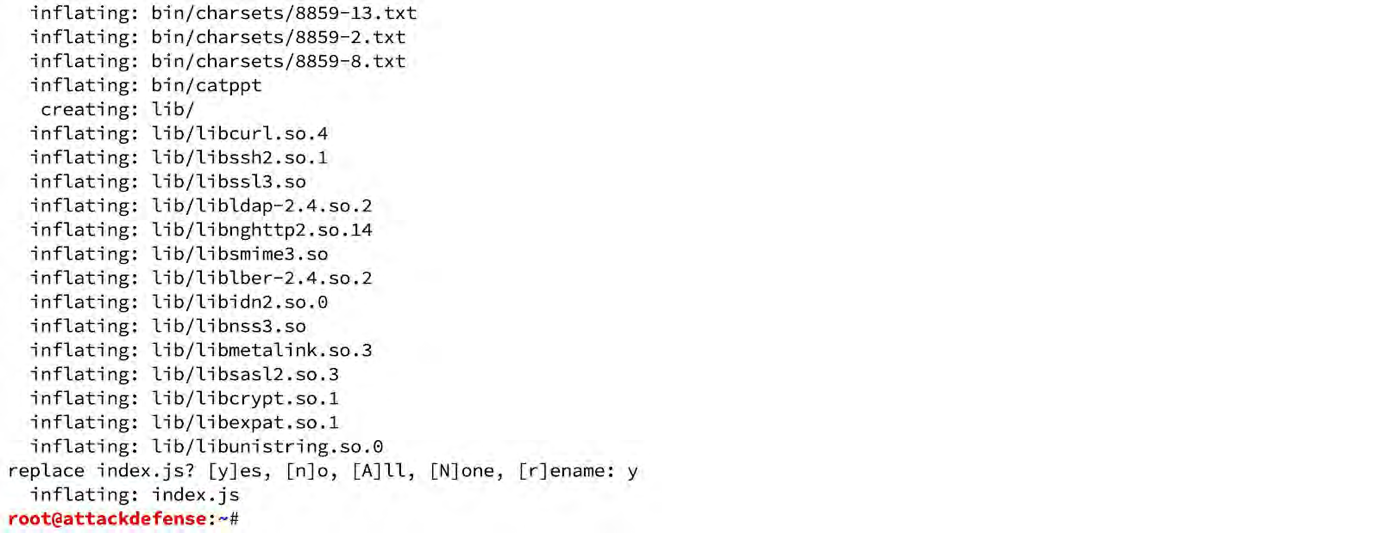 inflating: bin/charsets/8859-13.txt
inflating: bin/charsets/8859-2.txt
inflating: bin/charsets/8859-8.txt
inflating: bin/catppt
creating: lib/
inflating: lib/libcurl.so.4
inflating: lib/libssh2.so.1
inflating: lib/libssl3.so
inflating: lib/libldap-2.4.so.2
inflating: lib/libnghttp2.so.14
inflating: lib/libsmime3.so
inflating: lib/liblber-2.4.so.2
inflating: lib/libidn2.so.0
inflating: lib/libnss3.so
inflating: lib/libmetalink.so.3
inflating: lib/libsasl2.so.3
inflating: lib/libcrypt.so.1
inflating: lib/libexpat.so.1
inflating: lib/libunistring.so.0
replace index.js? [y]es, [n]o, [A]ll, [N]one, [r]ename: y
inflating: index.js
root@attackdefense:~#